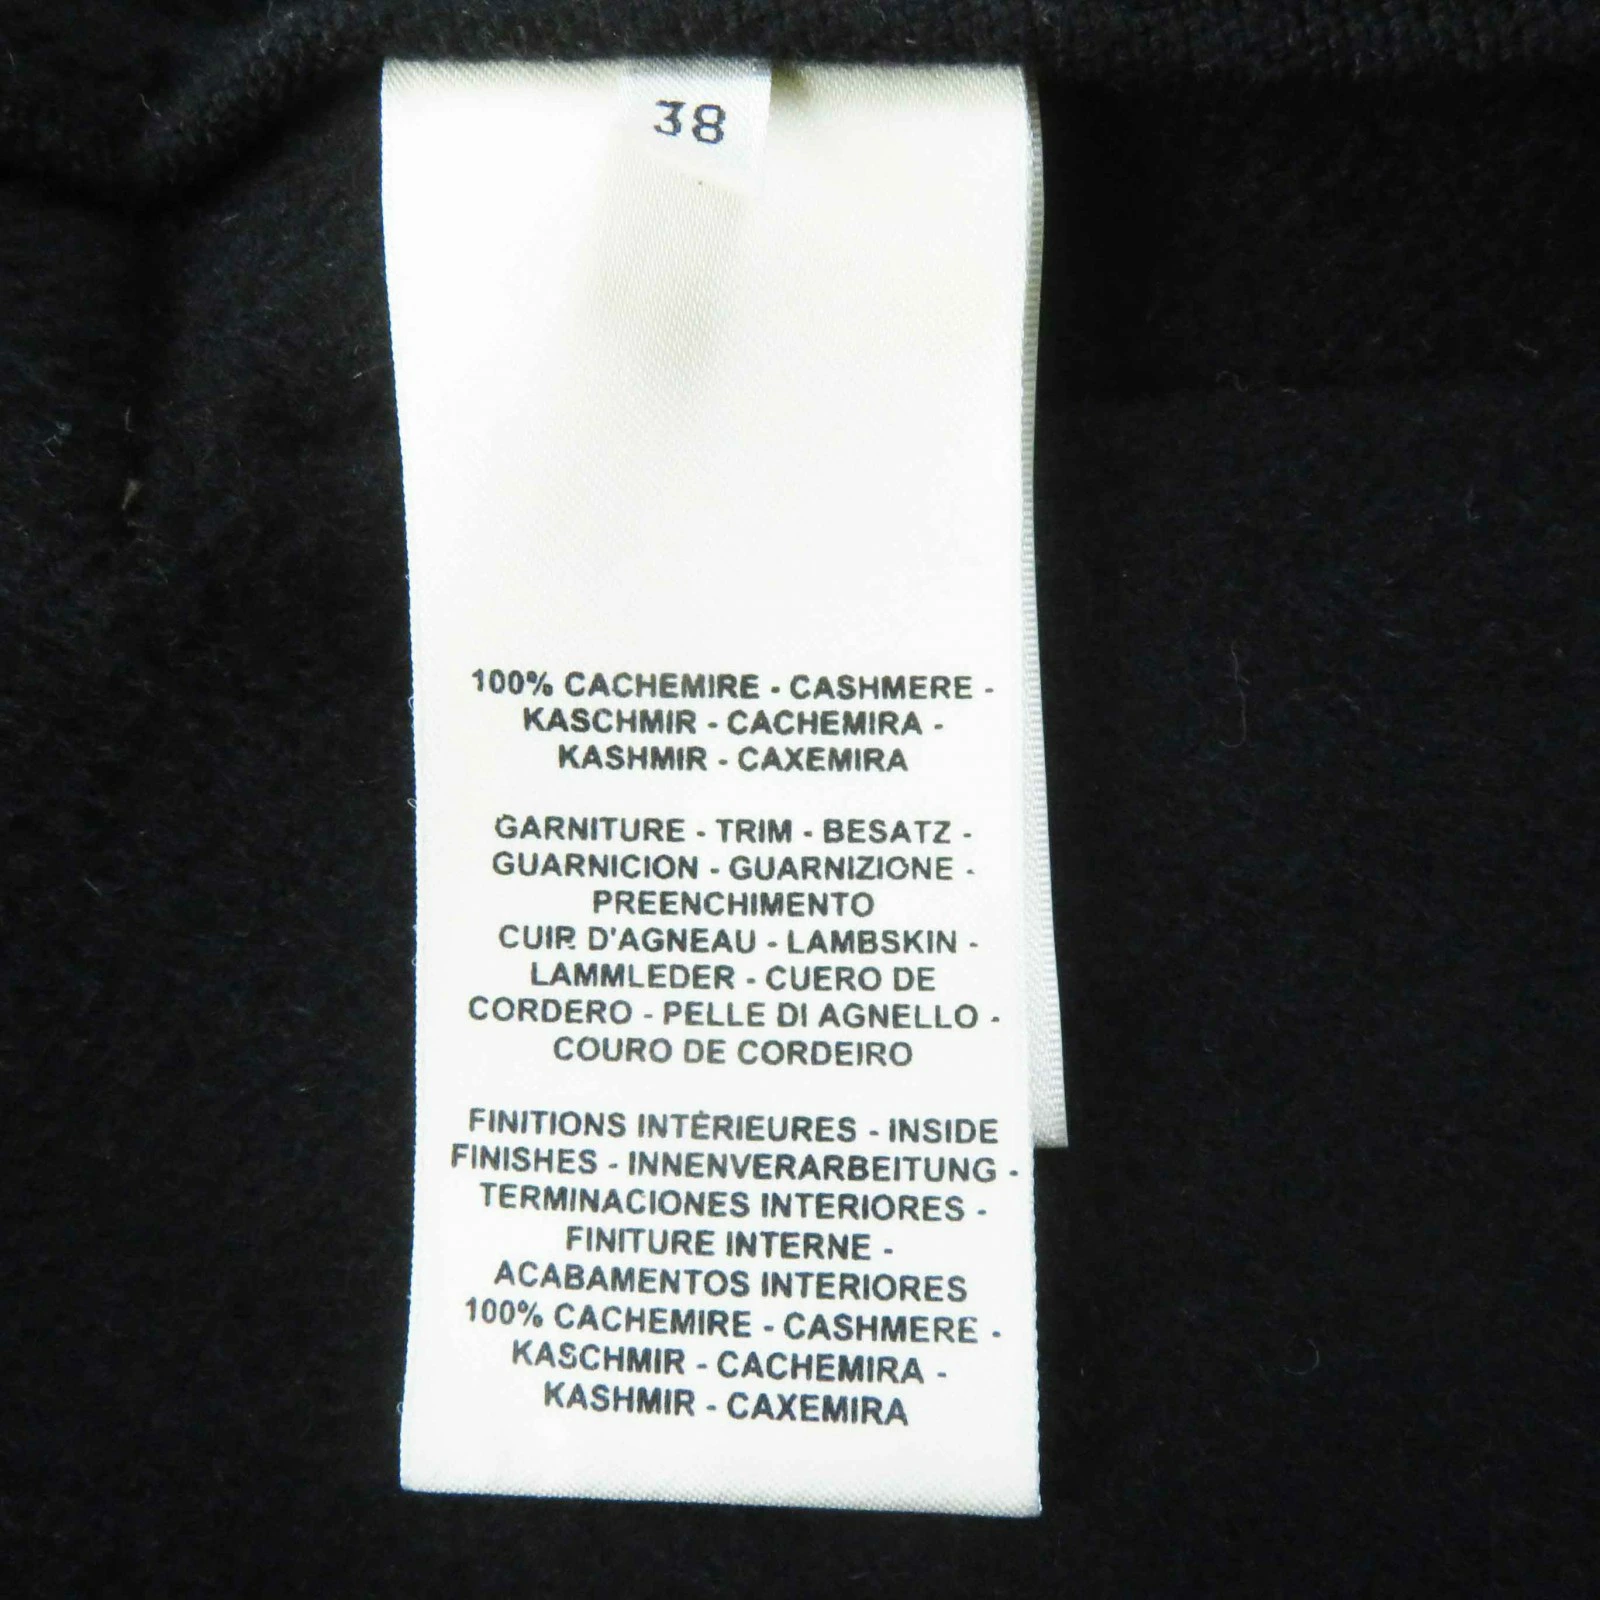 38
100% CACHEMIRE - CASHMERE -
KASCHMIR - CACHEMIRA -
KASHMIR - CAXEMIRA
GARNITURE - TRIM - BESATZ -
GUARNICION - GUARNIZIONE -
PREENCHIMENTO
CUIR D'AGNEAU - LAMBSKIN -
LAMMLEDER - CUERO DE
CORDERO - PELLE DI AGNELLO -
COURO DE CORDEIRO
FINITIONS INTÉRIEURES - INSIDE
FINISHES - INNENVERARBEITUNG -
TERMINACIONES INTERIORES -
FINITURE INTERNE -
ACABAMENTOS INTERIORES
100% CACHEMIRE - CASHMERE -
KASCHMIR - CACHEMIRA -
KASHMIR - CAXEMIRA